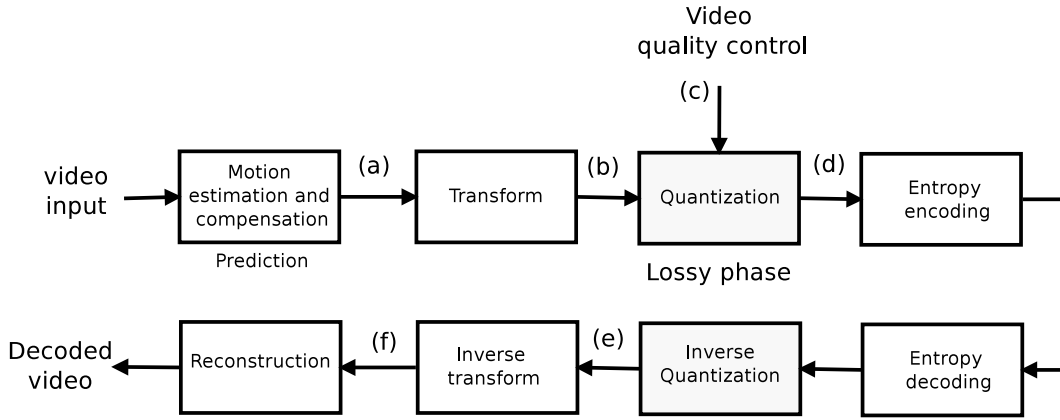 Video
quality control
(c)
video
input
Motion
estimation and
compensation
Prediction
(a)
Transform
(b)
Quantization
Lossy phase
(d)
Entropy
encoding
Decoded
video
Reconstruction
(f)
Inverse
transform
(e)
Inverse
Quantization
Entropy
decoding